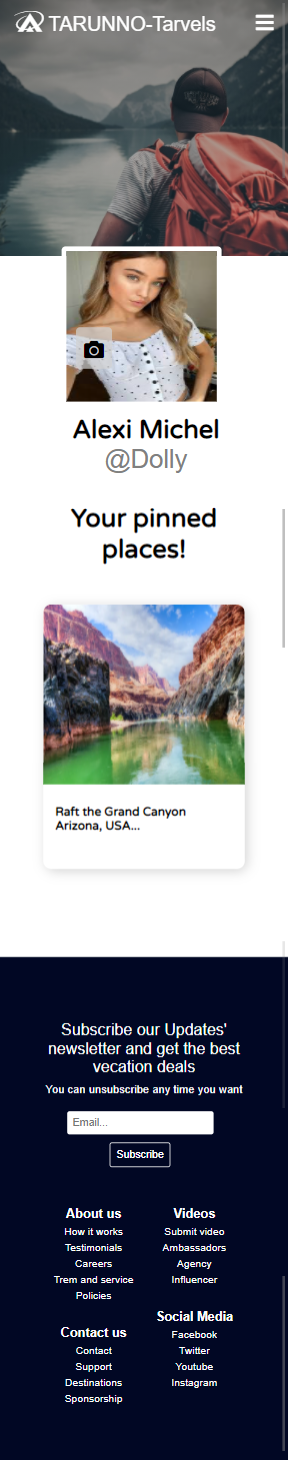 TARUNNO-Tarvels
Alexi Michel
@Dolly
Your pinned
places!
Raft the Grand Canyon
Arizona, USA...
Subscribe our Updates'
newsletter and get the best
vecation deals
You can unsubscribe any time you want
Email...
Subscribe
About us
How it works
Testimonials
Careers
Trem and service
Policies
Contact us
Contact
Support
Destinations
Sponsorship
Videos
Submit video
Ambassadors
Agency
Influencer
Social Media
Facebook
Twitter
Youtube
Instagram